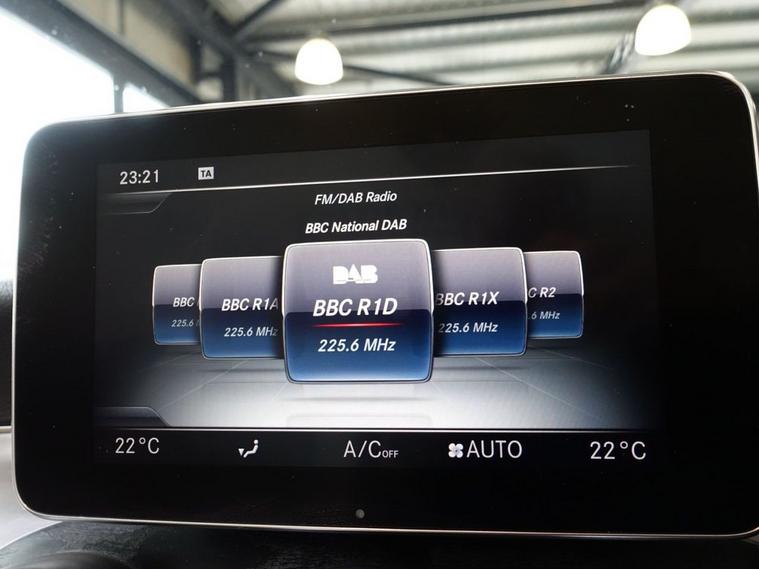 23:21 TA
FM/DAB Radio
BBC National DAB
DAB
BBC BBC R1A BBC R1D BBC R1X C R2
225.6 225.6 MHz 225.6 MHz 225.6 MHz .6 MHz
22°C A/C OFF AUTO 22°C